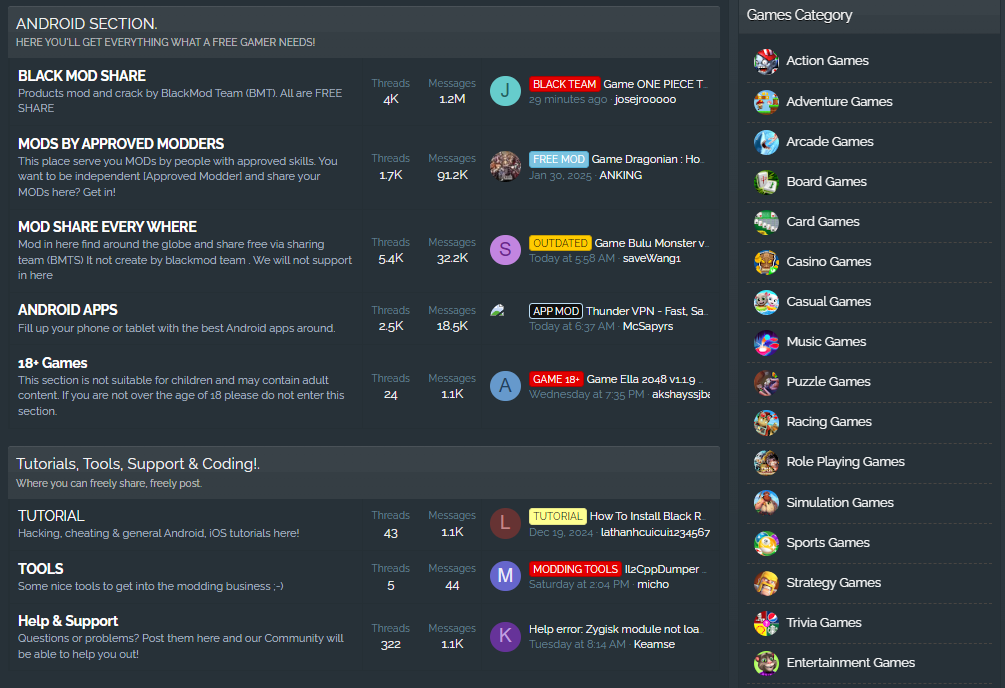 ANDROID SECTION.
HERE YOU'LL GET EVERYTHING WHAT A FREE GAMER NEEDS!
BLACK MOD SHARE
Products mod and crack by BlackMod Team (BMT). All are FREE
SHARE
Threads
4K
Messages
1.2M
J
BLACK TEAM Game ONE PIECE T...
29 minutes ago · josejrooooo
MODS BY APPROVED MODDERS
This place serve you MODs by people with approved skills. You
want to be independent [Approved Modder] and share your
MODs here? Get in!
Threads
1.7K
Messages
91.2K
FREE MOD Game Dragonian : Ho...
Jan 30, 2025 · ANKING
MOD SHARE EVERY WHERE
Mod in here find around the globe and share free via sharing
team (BMTS) It not create by blackmod team . We will not support
in here
Threads
5.4K
Messages
32.2K
S
OUTDATED Game Bulu Monster v...
Today at 5:58 AM · saveWang1
ANDROID APPS
Fill up your phone or tablet with the best Android apps around.
Threads
2.5K
Messages
18.5K
APP MOD Thunder VPN - Fast, Sa...
Today at 6:37 AM · McSapyrs
18+ Games
This section is not suitable for children and may contain adult
content. If you are not over the age of 18 please do not enter this
section.
Threads
24
Messages
1.1K
A
GAME 18+ Game Ella 2048 v1.1.9 ...
Wednesday at 7:35 PM · akshayssjba
Tutorials, Tools, Support & Coding!.
Where you can freely share, freely post.
TUTORIAL
Hacking, cheating & general Android, iOS tutorials here!
Threads
43
Messages
1.1K
L
TUTORIAL How To Install Black R...
Dec 19, 2024 · lathanhcuicui1234567
TOOLS
Some nice tools to get into the modding business ;-)
Threads
5
Messages
44
M
MODDING TOOLS Il2CppDumper ...
Saturday at 2:04 PM · micho
Help & Support
Questions or problems? Post them here and our Community will
be able to help you out!
Threads
322
Messages
1.1K
K
Help error: Zygisk module not loa...
Tuesday at 8:14 AM · Keamse
Games Category
Action Games
Adventure Games
Arcade Games
Board Games
Card Games
Casino Games
Casual Games
Music Games
Puzzle Games
Racing Games
Role Playing Games
Simulation Games
Sports Games
Strategy Games
Trivia Games
Entertainment Games